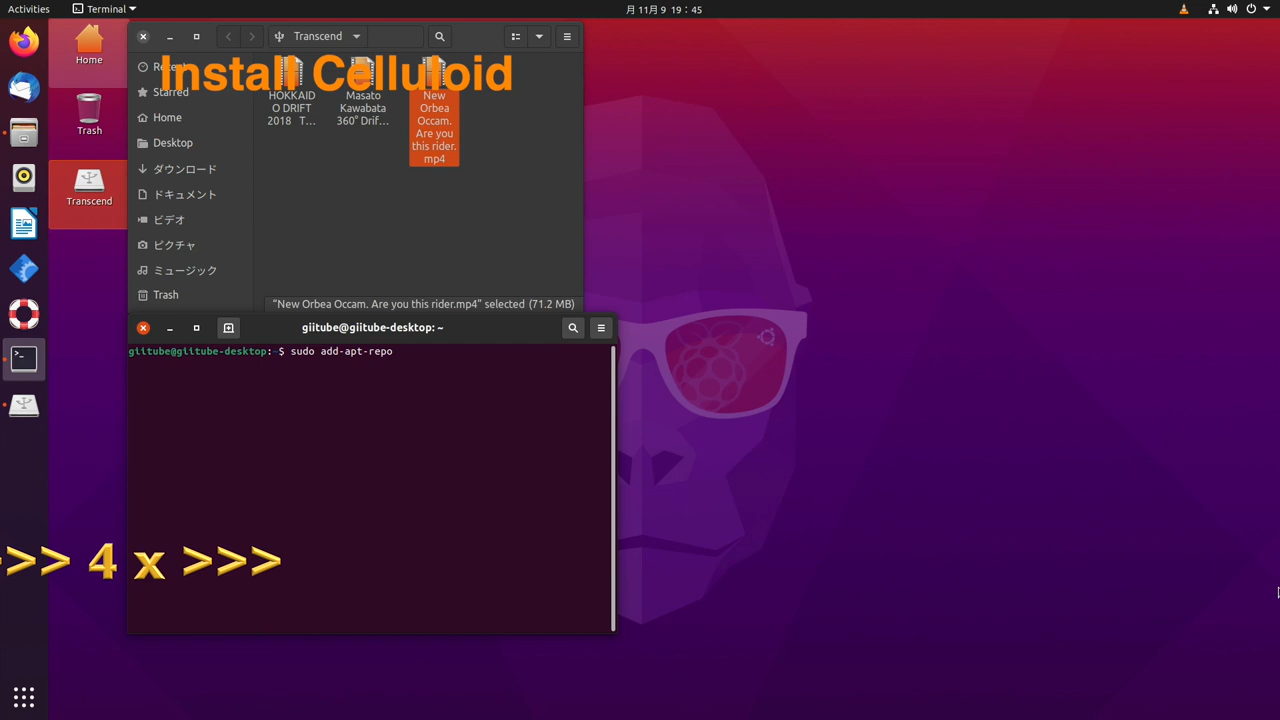 Activities
Terminal
月 11月 9 19：45
Home
Trash
Transcend
Transcend
Install Celluloid
Starred
Home
Desktop
ダウンロード
ドキュメント
ビデオ
ピクチャ
ミュージック
Trash
HOKKAID
O DRIFT
2018 T...
Masato
Kawabata
360° Drif...
New
Orbea
Occam.
Are you
this rider.
mp4
"New Orbea Occam. Are you this rider.mp4" selected (71.2 MB)
giitube@giitube-desktop: ~
giitube@giitube-desktop:~$ sudo add-apt-repo
>>> 4 x >>>